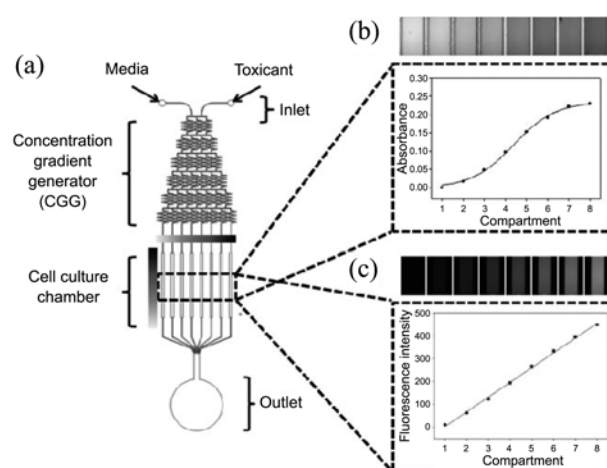 (a)
Media
Toxicant
Inlet
Concentration
gradient
generator
(CGG)
Cell culture
chamber
Outlet
(b)
Absorbance
0.25
0.20
0.15
0.10
0.05
0.00
1 2 3 4 5 6 7 8
Compartment
(c)
Fluorescence intensity
500
400
300
200
100
0
1 2 3 4 5 6 7 8
Compartment